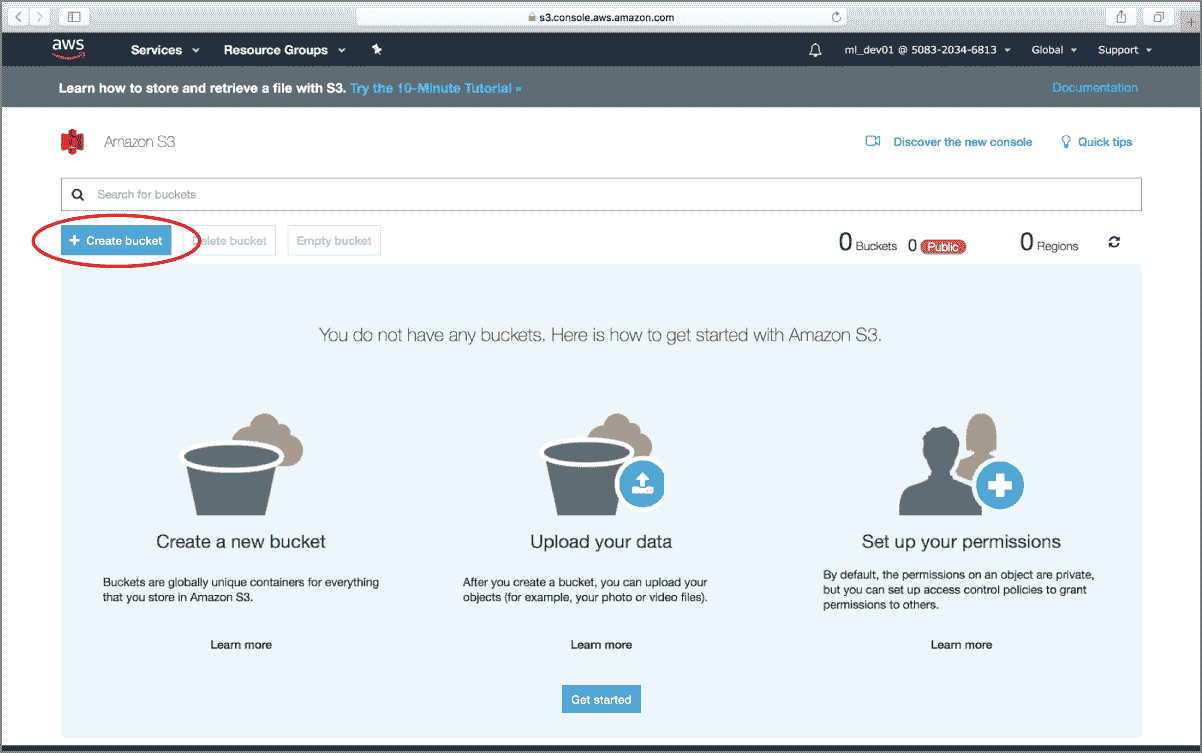 s3.console.aws.amazon.com
aws Services Resource Groups ml_dev01 @ 5083-2034-6813 Global Support
Learn how to store and retrieve a file with S3. Try the 10-Minute Tutorial » Documentation
Amazon S3 Discover the new console Quick tips
Search for buckets
+ Create bucket Delete bucket Empty bucket 0 Buckets 0 Public 0 Regions
You do not have any buckets. Here is how to get started with Amazon S3.
Create a new bucket
Buckets are globally unique containers for everything
that you store in Amazon S3.
Learn more
Upload your data
After you create a bucket, you can upload your
objects (for example, your photo or video files).
Learn more
Set up your permissions
By default, the permissions on an object are private,
but you can set up access control policies to grant
permissions to others.
Learn more
Get started